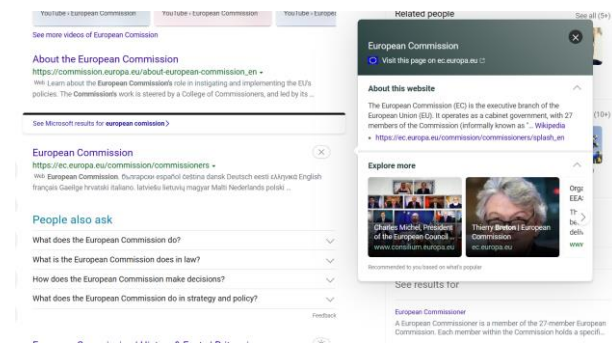 YouTube › European Commission
YouTube › European Commission
YouTube › Europe
See more videos of European Comission
About the European Commission
https://commission.europa.eu/about-european-commission_en
Web Learn about the European Commission's role in instigating and implementing the EU's
policies. The Commission's work is steered by a College of Commissioners, and led by its ...
See Microsoft results for european comission >
European Commission
https://ec.europa.eu/commission/commissioners
Web European Commission. български español čeština dansk Deutsch eesti ελληνικά English
français Gaeilge hrvatski italiano. latviešu lietuvių magyar Malti Nederlands polski ...
People also ask
What does the European Commission do?
What is the European Commission does in law?
How does the European Commission make decisions?
What does the European Commission do in strategy and policy?
Feedback
Related people
See all (5+)
European Commission
Visit this page on ec.europa.eu
About this website
The European Commission (EC) is the executive branch of the
European Union (EU). It operates as a cabinet government, with 27
members of the Commission (informally known as "... Wikipedia
• https://ec.europa.eu/commission/commissioners/splash_en
(10+)
Explore more
Charles Michel, President
of the European Council ...
www.consilium.europa.eu
Thierry Breton | European
Commission
ec.europa.eu
Orga
EEA
Th
be
deliv
www
Recommended to you based on what's popular
See results for
European Commissioner
A European Commissioner is a member of the 27-member European
Commission. Each member within the Commission holds a specifi...